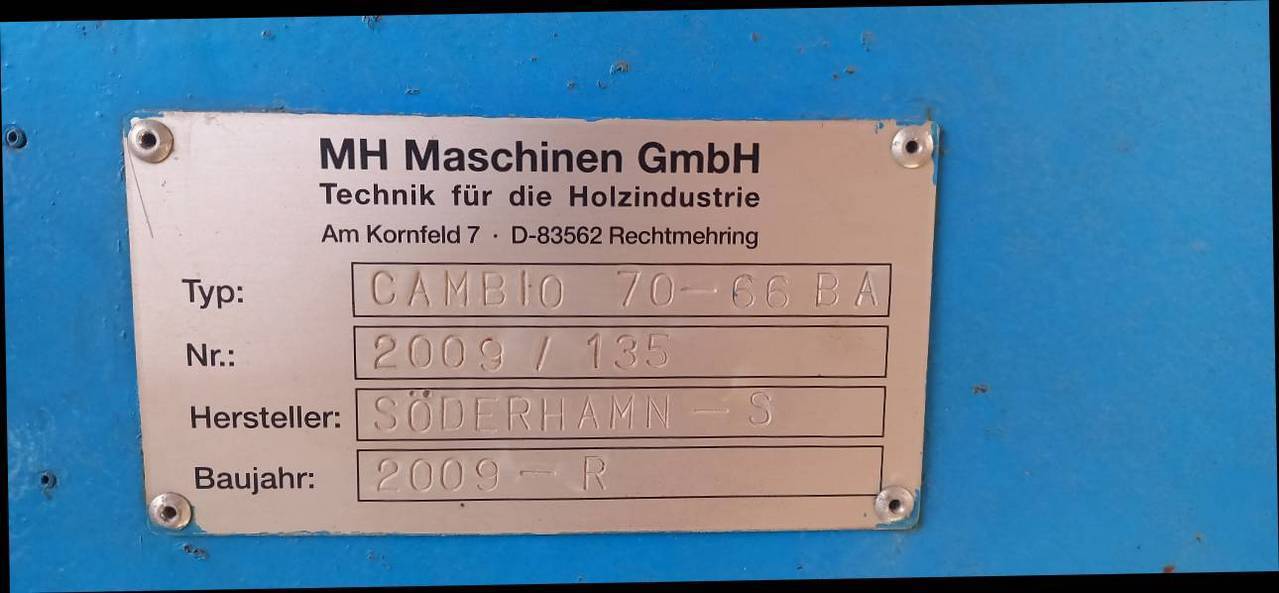 MH Maschinen GmbH
Technik für die Holzindustrie
Am Kornfeld 7 · D-83562 Rechtmehring
Typ: CAMBIO 70-66 BA
Nr.: 2009 / 135
Hersteller: SÖDERHAMN - S
Baujahr: 2009 - R